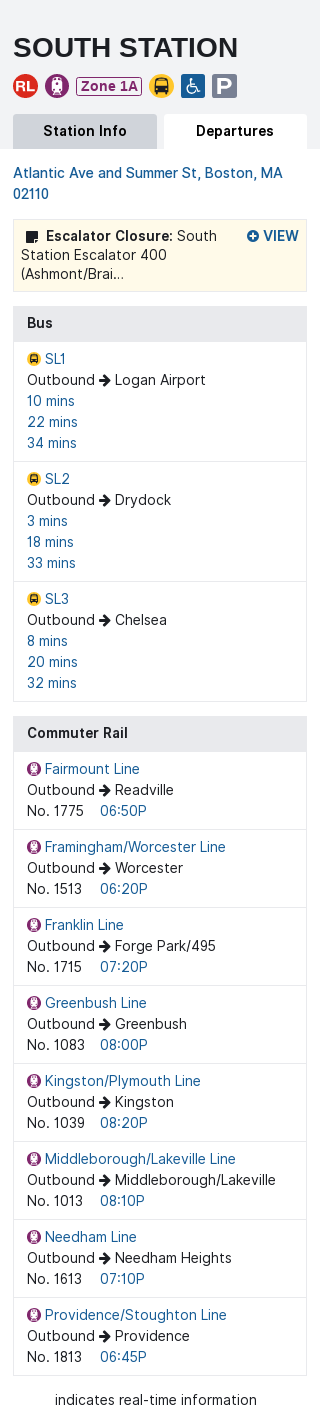 SOUTH STATION
RL
Zone 1A
P
Station Info
Departures
Atlantic Ave and Summer St, Boston, MA
02110
Escalator Closure: South
VIEW
Station Escalator 400
(Ashmont/Brai…
Bus
SL1
Outbound Logan Airport
10 mins
22 mins
34 mins
SL2
Outbound Drydock
3 mins
18 mins
33 mins
SL3
Outbound Chelsea
8 mins
20 mins
32 mins
Commuter Rail
Fairmount Line
Outbound Readville
No. 1775 06:50P
Framingham/Worcester Line
Outbound Worcester
No. 1513 06:20P
Franklin Line
Outbound Forge Park/495
No. 1715 07:20P
Greenbush Line
Outbound Greenbush
No. 1083 08:00P
Kingston/Plymouth Line
Outbound Kingston
No. 1039 08:20P
Middleborough/Lakeville Line
Outbound Middleborough/Lakeville
No. 1013 08:10P
Needham Line
Outbound Needham Heights
No. 1613 07:10P
Providence/Stoughton Line
Outbound Providence
No. 1813 06:45P
indicates real-time information